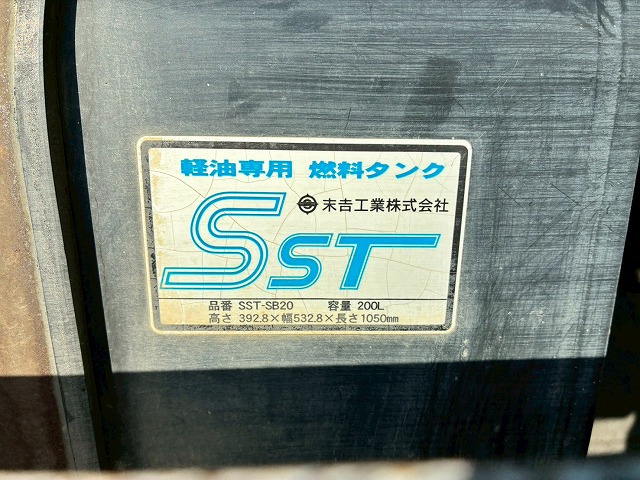 軽油専用 燃料タンク
末吉工業株式会社
SST
品番 SST-SB20 容量 200L
高さ 392.8×幅532.8×長さ1050mm